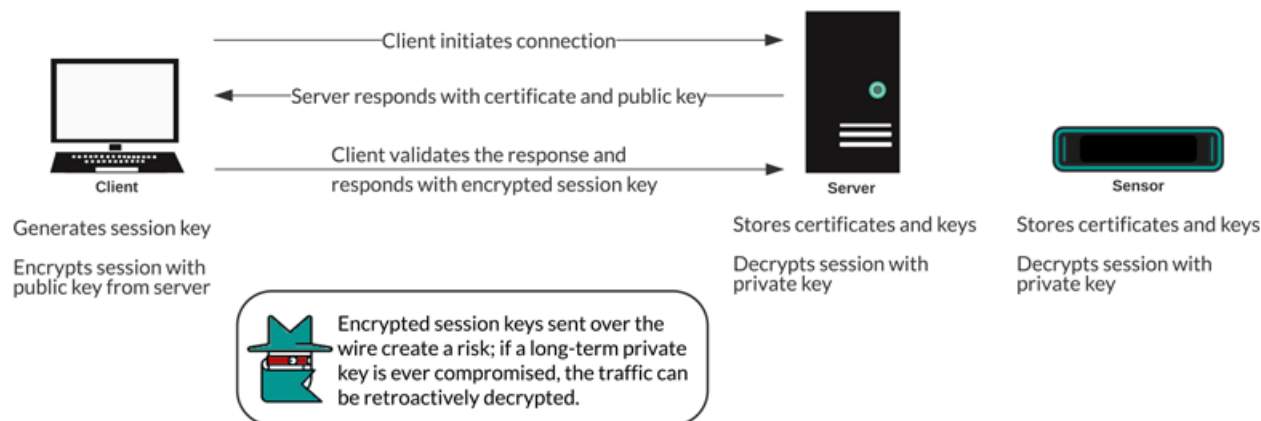 Client initiates connection
Server responds with certificate and public key
Client validates the response and
responds with encrypted session key
Client
Server
Sensor
Generates session key
Encrypts session with
public key from server
Stores certificates and keys
Decrypts session with
private key
Stores certificates and keys
Decrypts session with
private key
Encrypted session keys sent over the
wire create a risk; if a long-term private
key is ever compromised, the traffic can
be retroactively decrypted.